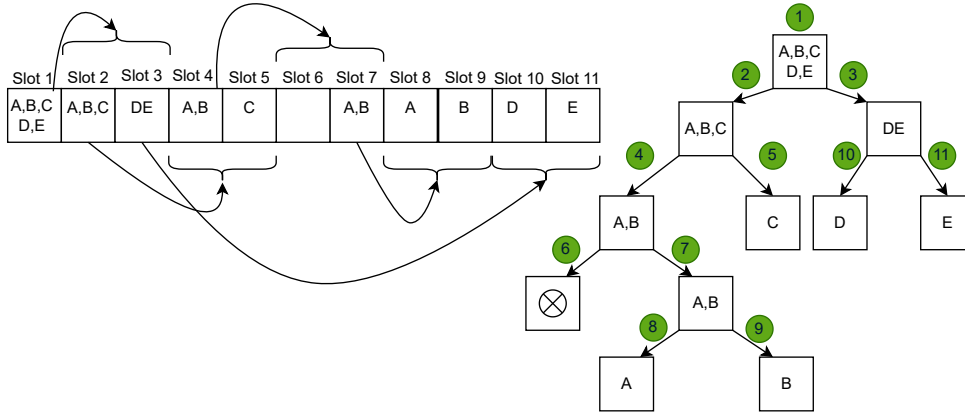 Slot 1 Slot 2 Slot 3 Slot 4 Slot 5 Slot 6 Slot 7 Slot 8 Slot 9 Slot 10 Slot 11
A,B,C
D,E
A,B,C
DE
A,B
C
A,B
A
B
D
E
1
A,B,C
D,E
2
3
A,B,C
DE
4
5
10
11
A,B
C
D
E
6
7
A,B
8
9
A
B